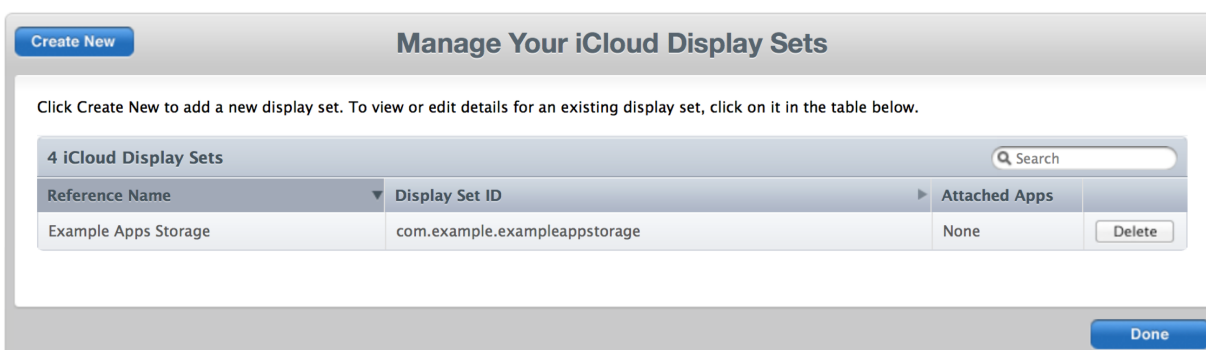 Create New
Manage Your iCloud Display Sets
Click Create New to add a new display set. To view or edit details for an existing display set, click on it in the table below.
4 iCloud Display Sets
Search
Reference Name Display Set ID Attached Apps
Example Apps Storage com.example.exampleappstorage None Delete
Done